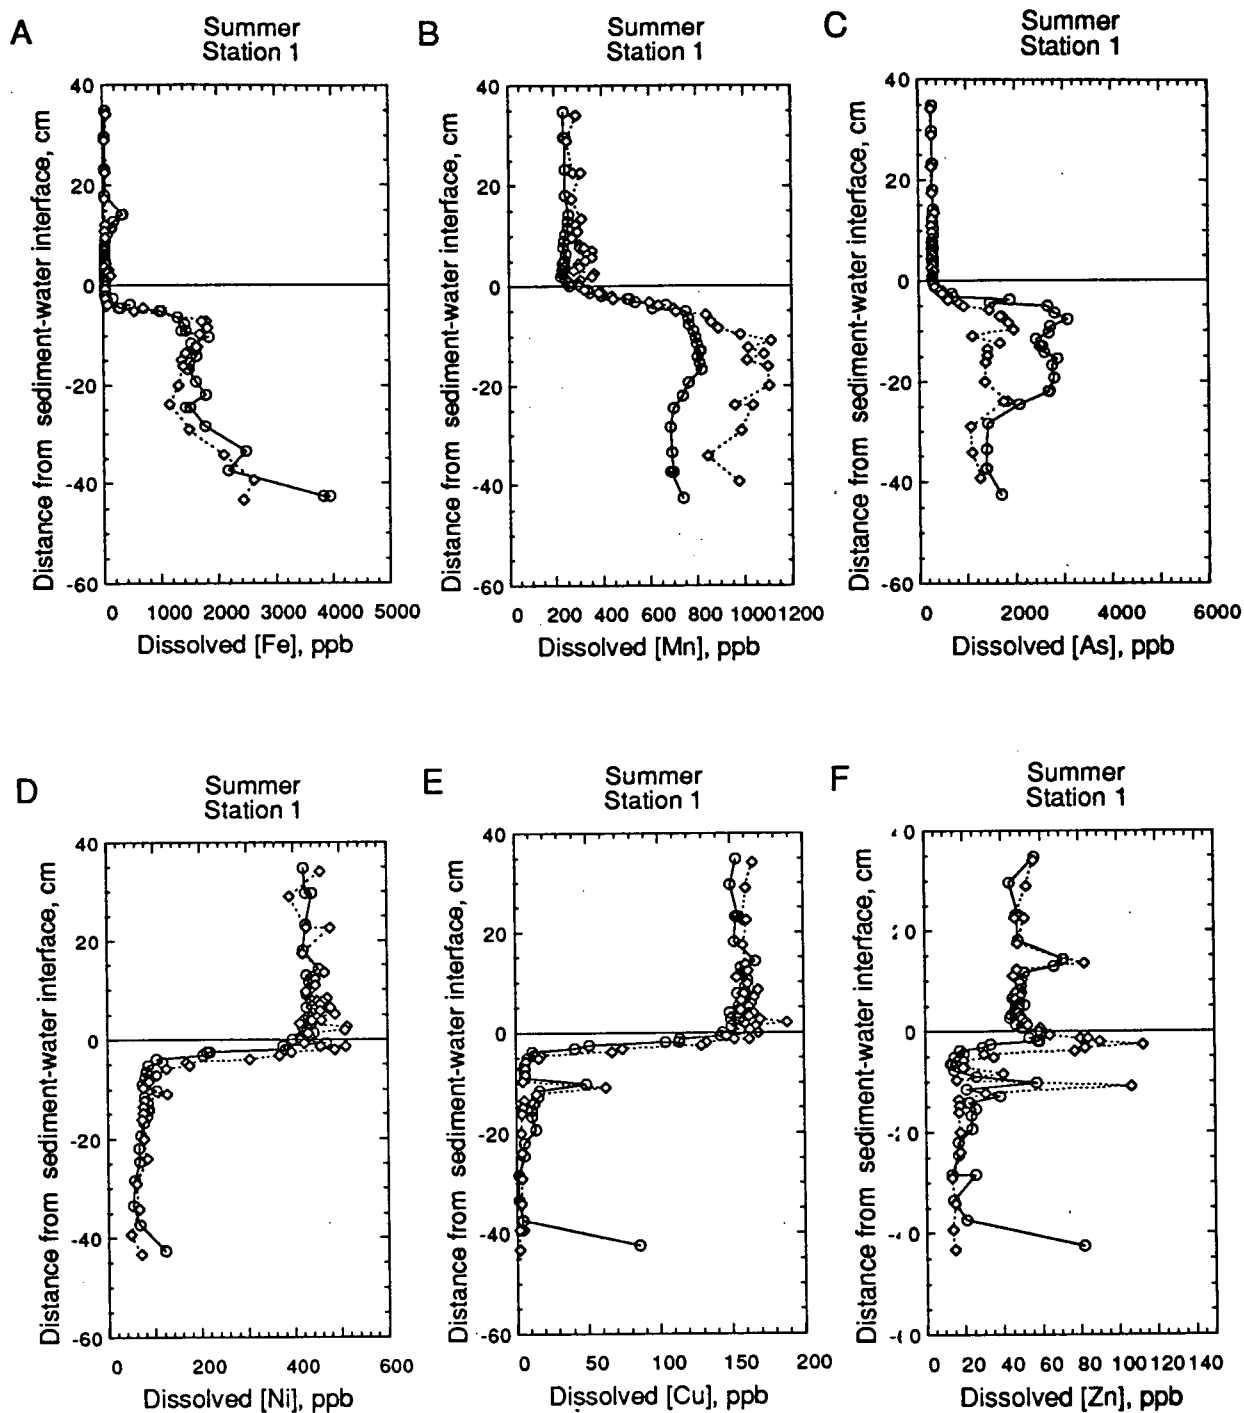 A
Summer
Station 1
Distance from sediment-water interface, cm
40
20
0
-20
-40
-60
0 1000 2000 3000 4000 5000
Dissolved [Fe], ppb
B
Summer
Station 1
Distance from sediment-water interface, cm
40
20
0
-20
-40
-60
0 200 400 600 800 1000 1200
Dissolved [Mn], ppb
C
Summer
Station 1
Distance from sediment-water interface, cm
40
20
0
-20
-40
-60
0 2000 4000 6000
Dissolved [As], ppb
D
Summer
Station 1
Distance from sediment-water interface, cm
40
20
0
-20
-40
-60
0 200 400 600
Dissolved [Ni], ppb
E
Summer
Station 1
Distance from sediment-water interface, cm
40
20
0
-20
-40
-60
0 50 100 150 200
Dissolved [Cu], ppb
F
Summer
Station 1
Distance from sediment-water interface, cm
0 20 40 60 80 100 120 140
Dissolved [Zn], ppb